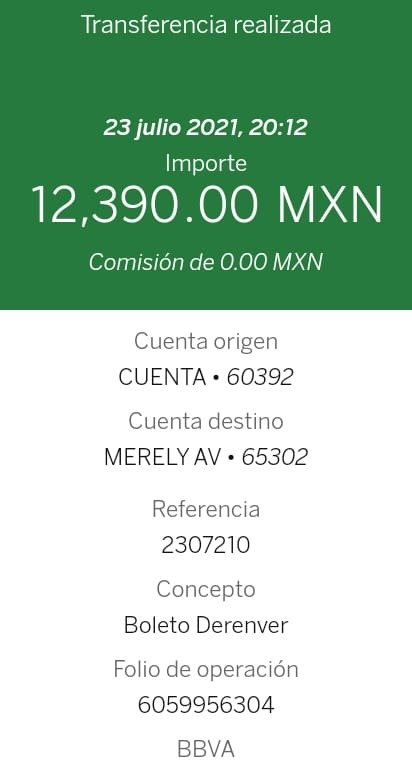 Transferencia realizada
23 julio 2021, 20:12
Importe
12,390.00 MXN
Comisión de 0.00 MXN
Cuenta origen
CUENTA • 60392
Cuenta destino
MERELY AV • 65302
Referencia
2307210
Concepto
Boleto Derenver
Folio de operación
6059956304
BBVA